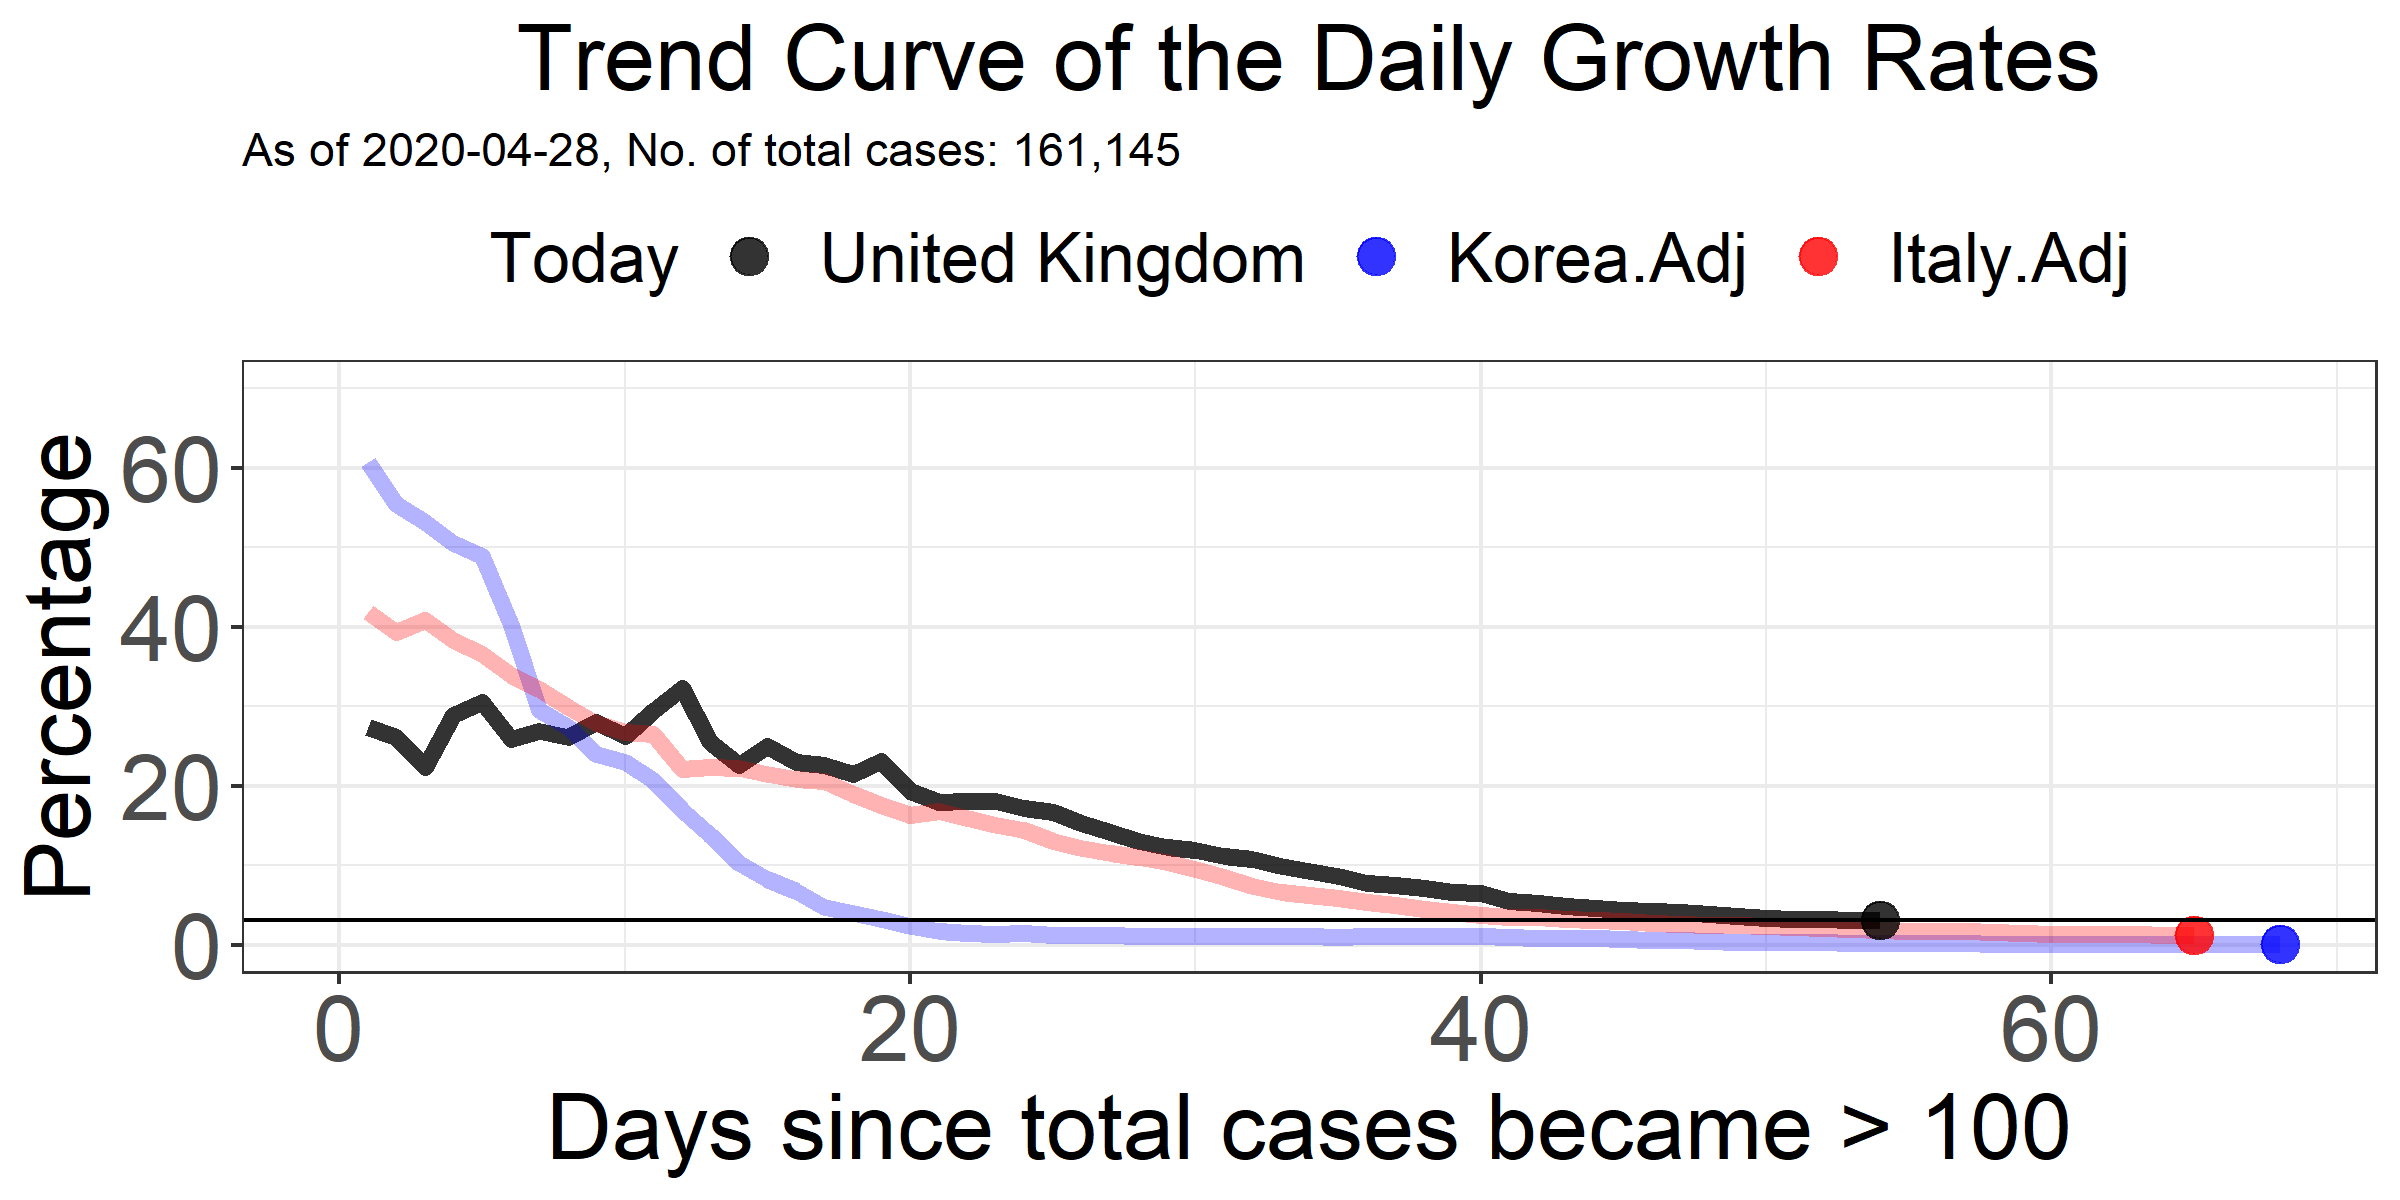 Trend Curve of the Daily Growth Rates
As of 2020-04-28, No. of total cases: 161,145
Today United Kingdom Korea.Adj Italy.Adj
Percentage
60
40
20
0
0 20 40 60
Days since total cases became > 100